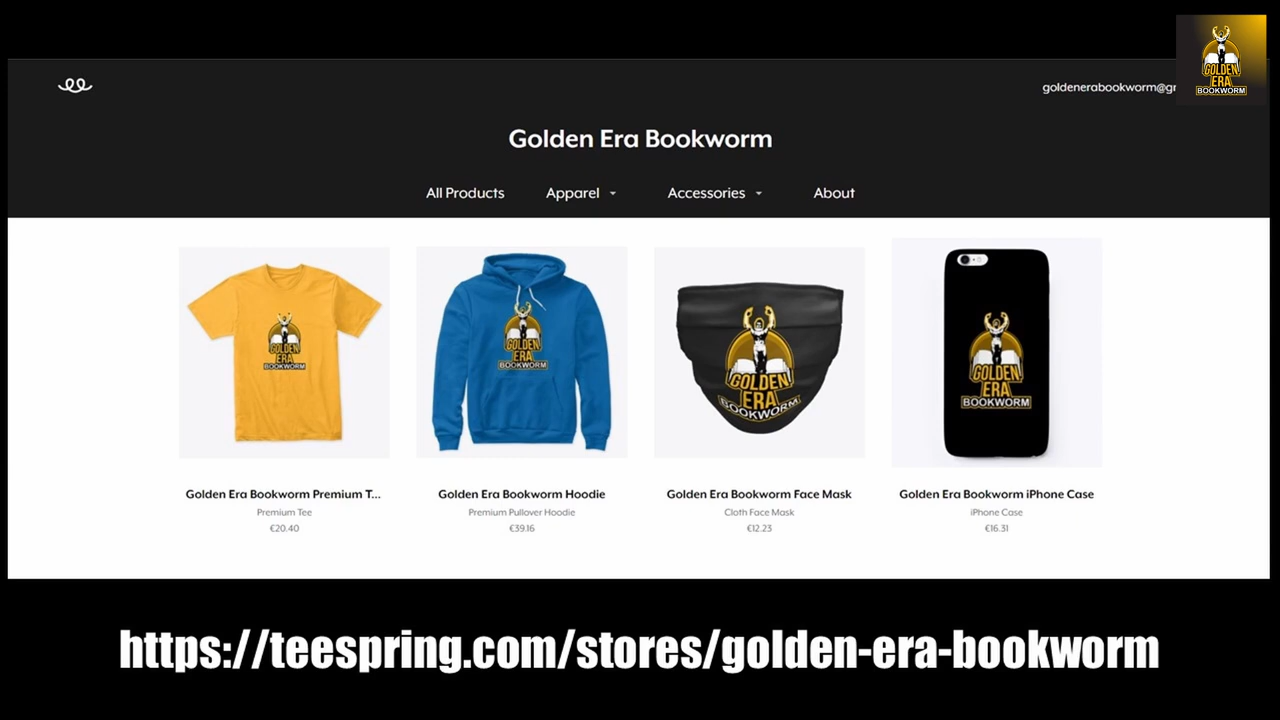 goldenerabookworm@gr
GOLDEN
ERA
BOOKWORM
Golden Era Bookworm
All Products
Apparel
Accessories
About
GOLDEN
ERA
BOOKWORM
GOLDEN
ERA
BOOKWORM
GOLDEN
ERA
BOOKWORM
GOLDEN
ERA
BOOKWORM
Golden Era Bookworm Premium T...
Premium Tee
€20.40
Golden Era Bookworm Hoodie
Premium Pullover Hoodie
€39.16
Golden Era Bookworm Face Mask
Cloth Face Mask
€12.23
Golden Era Bookworm iPhone Case
iPhone Case
€16.31
https://teespring.com/stores/golden-era-bookworm